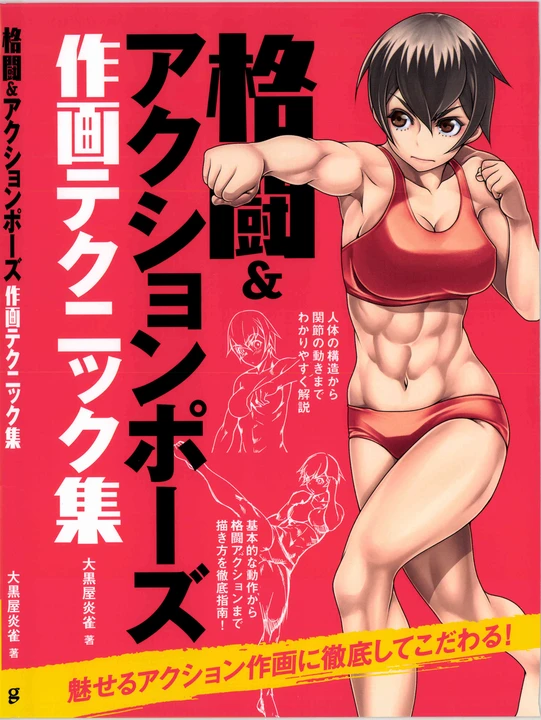 格闘&アクションポーズ 作画テクニック集
大黒屋炎雀 著
g
格闘&
アクションポーズ
作画テクニック集
人体の構造から
関節の動きまで
わかりやすく解説
基本的な動作から
格闘アクションまで
描き方を徹底指南!
大黒屋炎雀 著
魅せるアクション作画に徹底してこだわる!